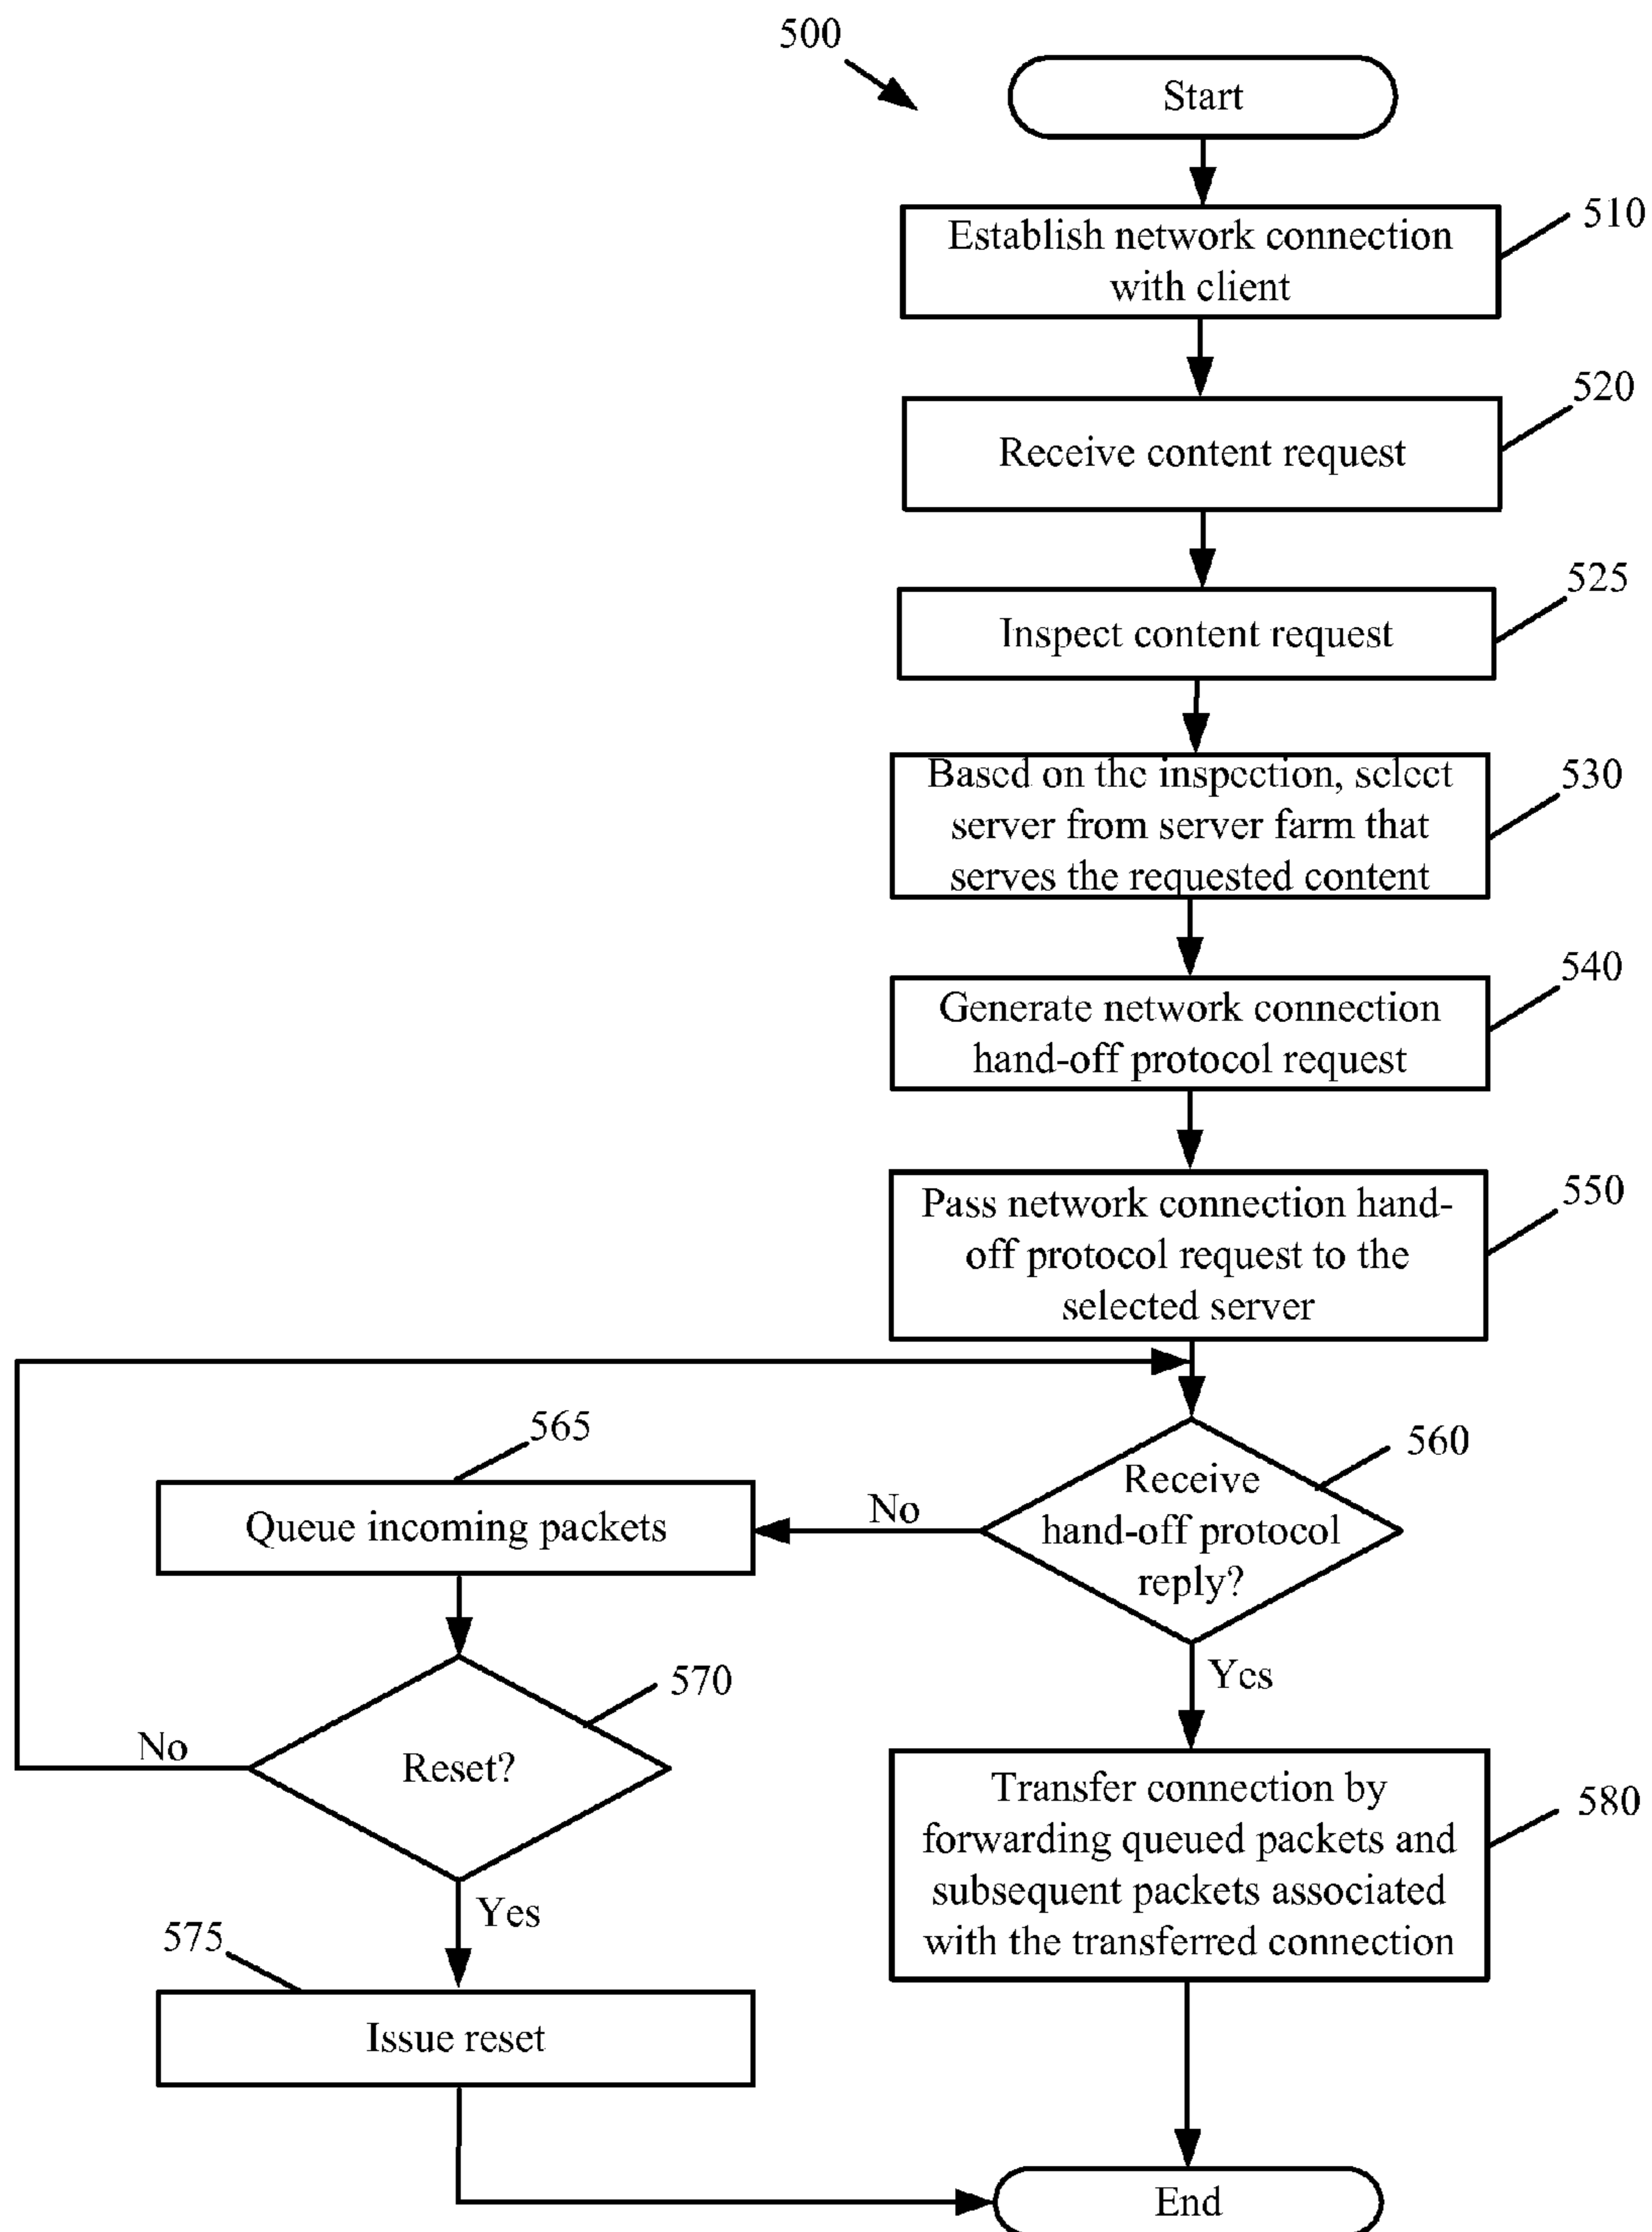 500
Start
Establish network connection
with client
510
Receive content request
520
Inspect content request
525
Based on the inspection, select
server from server farm that
serves the requested content
530
Generate network connection
hand-off protocol request
540
Pass network connection hand-
off protocol request to the
selected server
550
Receive
hand-off protocol
reply?
560
No
Queue incoming packets
565
Reset?
570
No
Yes
Issue reset
575
Yes
Transfer connection by
forwarding queued packets and
subsequent packets associated
with the transferred connection
580
End